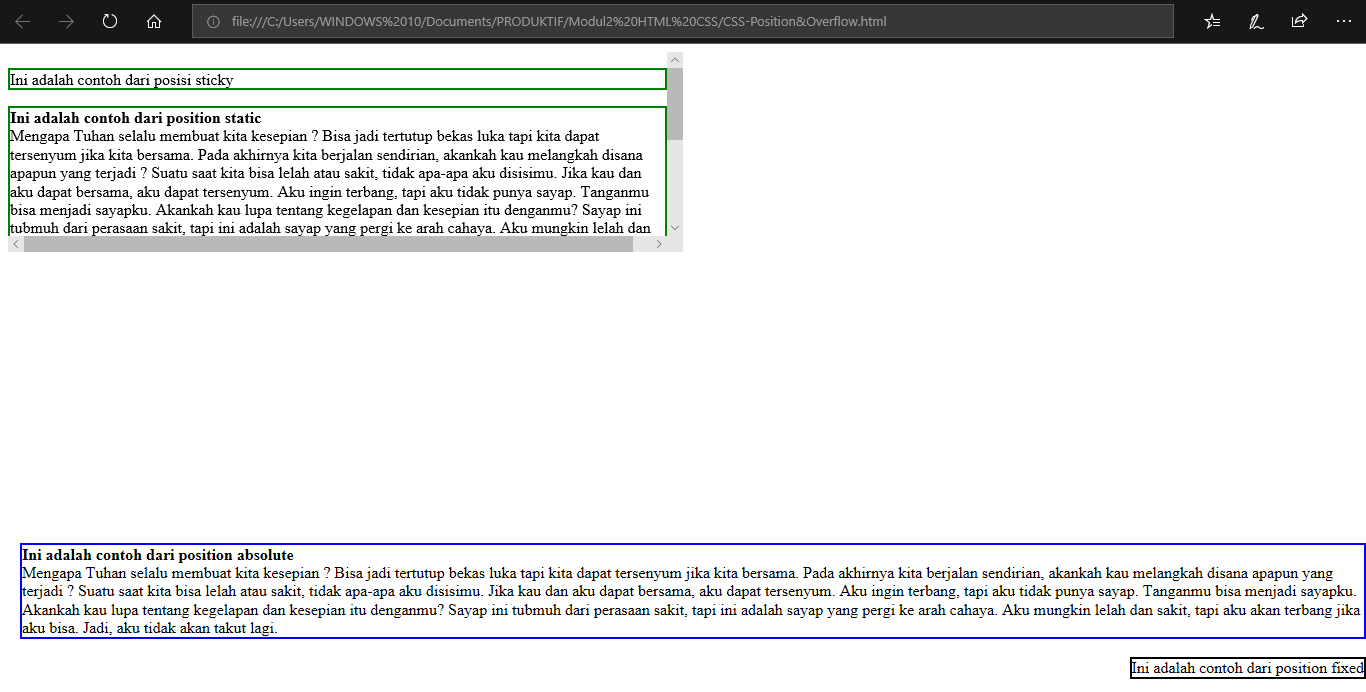 file:///C:/Users/WINDOWS%2010/Documents/PRODUKTIF/Modul2%20HTML%20CSS/CSS-Position&Overflow.html
Ini adalah contoh dari posisi sticky
Ini adalah contoh dari position static
Mengapa Tuhan selalu membuat kita kesepian ? Bisa jadi tertutup bekas luka tapi kita dapat
tersenyum jika kita bersama. Pada akhirnya kita berjalan sendirian, akankah kau melangkah disana
apapun yang terjadi ? Suatu saat kita bisa lelah atau sakit, tidak apa-apa aku disisimu. Jika kau dan
aku dapat bersama, aku dapat tersenyum. Aku ingin terbang, tapi aku tidak punya sayap. Tanganmu
bisa menjadi sayapku. Akankah kau lupa tentang kegelapan dan kesepian itu denganmu? Sayap ini
tubmuh dari perasaan sakit, tapi ini adalah sayap yang pergi ke arah cahaya. Aku mungkin lelah dan
Ini adalah contoh dari position absolute
Mengapa Tuhan selalu membuat kita kesepian ? Bisa jadi tertutup bekas luka tapi kita dapat tersenyum jika kita bersama. Pada akhirnya kita berjalan sendirian, akankah kau melangkah disana apapun yang
terjadi ? Suatu saat kita bisa lelah atau sakit, tidak apa-apa aku disisimu. Jika kau dan aku dapat bersama, aku dapat tersenyum. Aku ingin terbang, tapi aku tidak punya sayap. Tanganmu bisa menjadi sayapku.
Akankah kau lupa tentang kegelapan dan kesepian itu denganmu? Sayap ini tubmuh dari perasaan sakit, tapi ini adalah sayap yang pergi ke arah cahaya. Aku mungkin lelah dan sakit, tapi aku akan terbang jika
aku bisa. Jadi, aku tidak akan takut lagi.
Ini adalah contoh dari position fixed